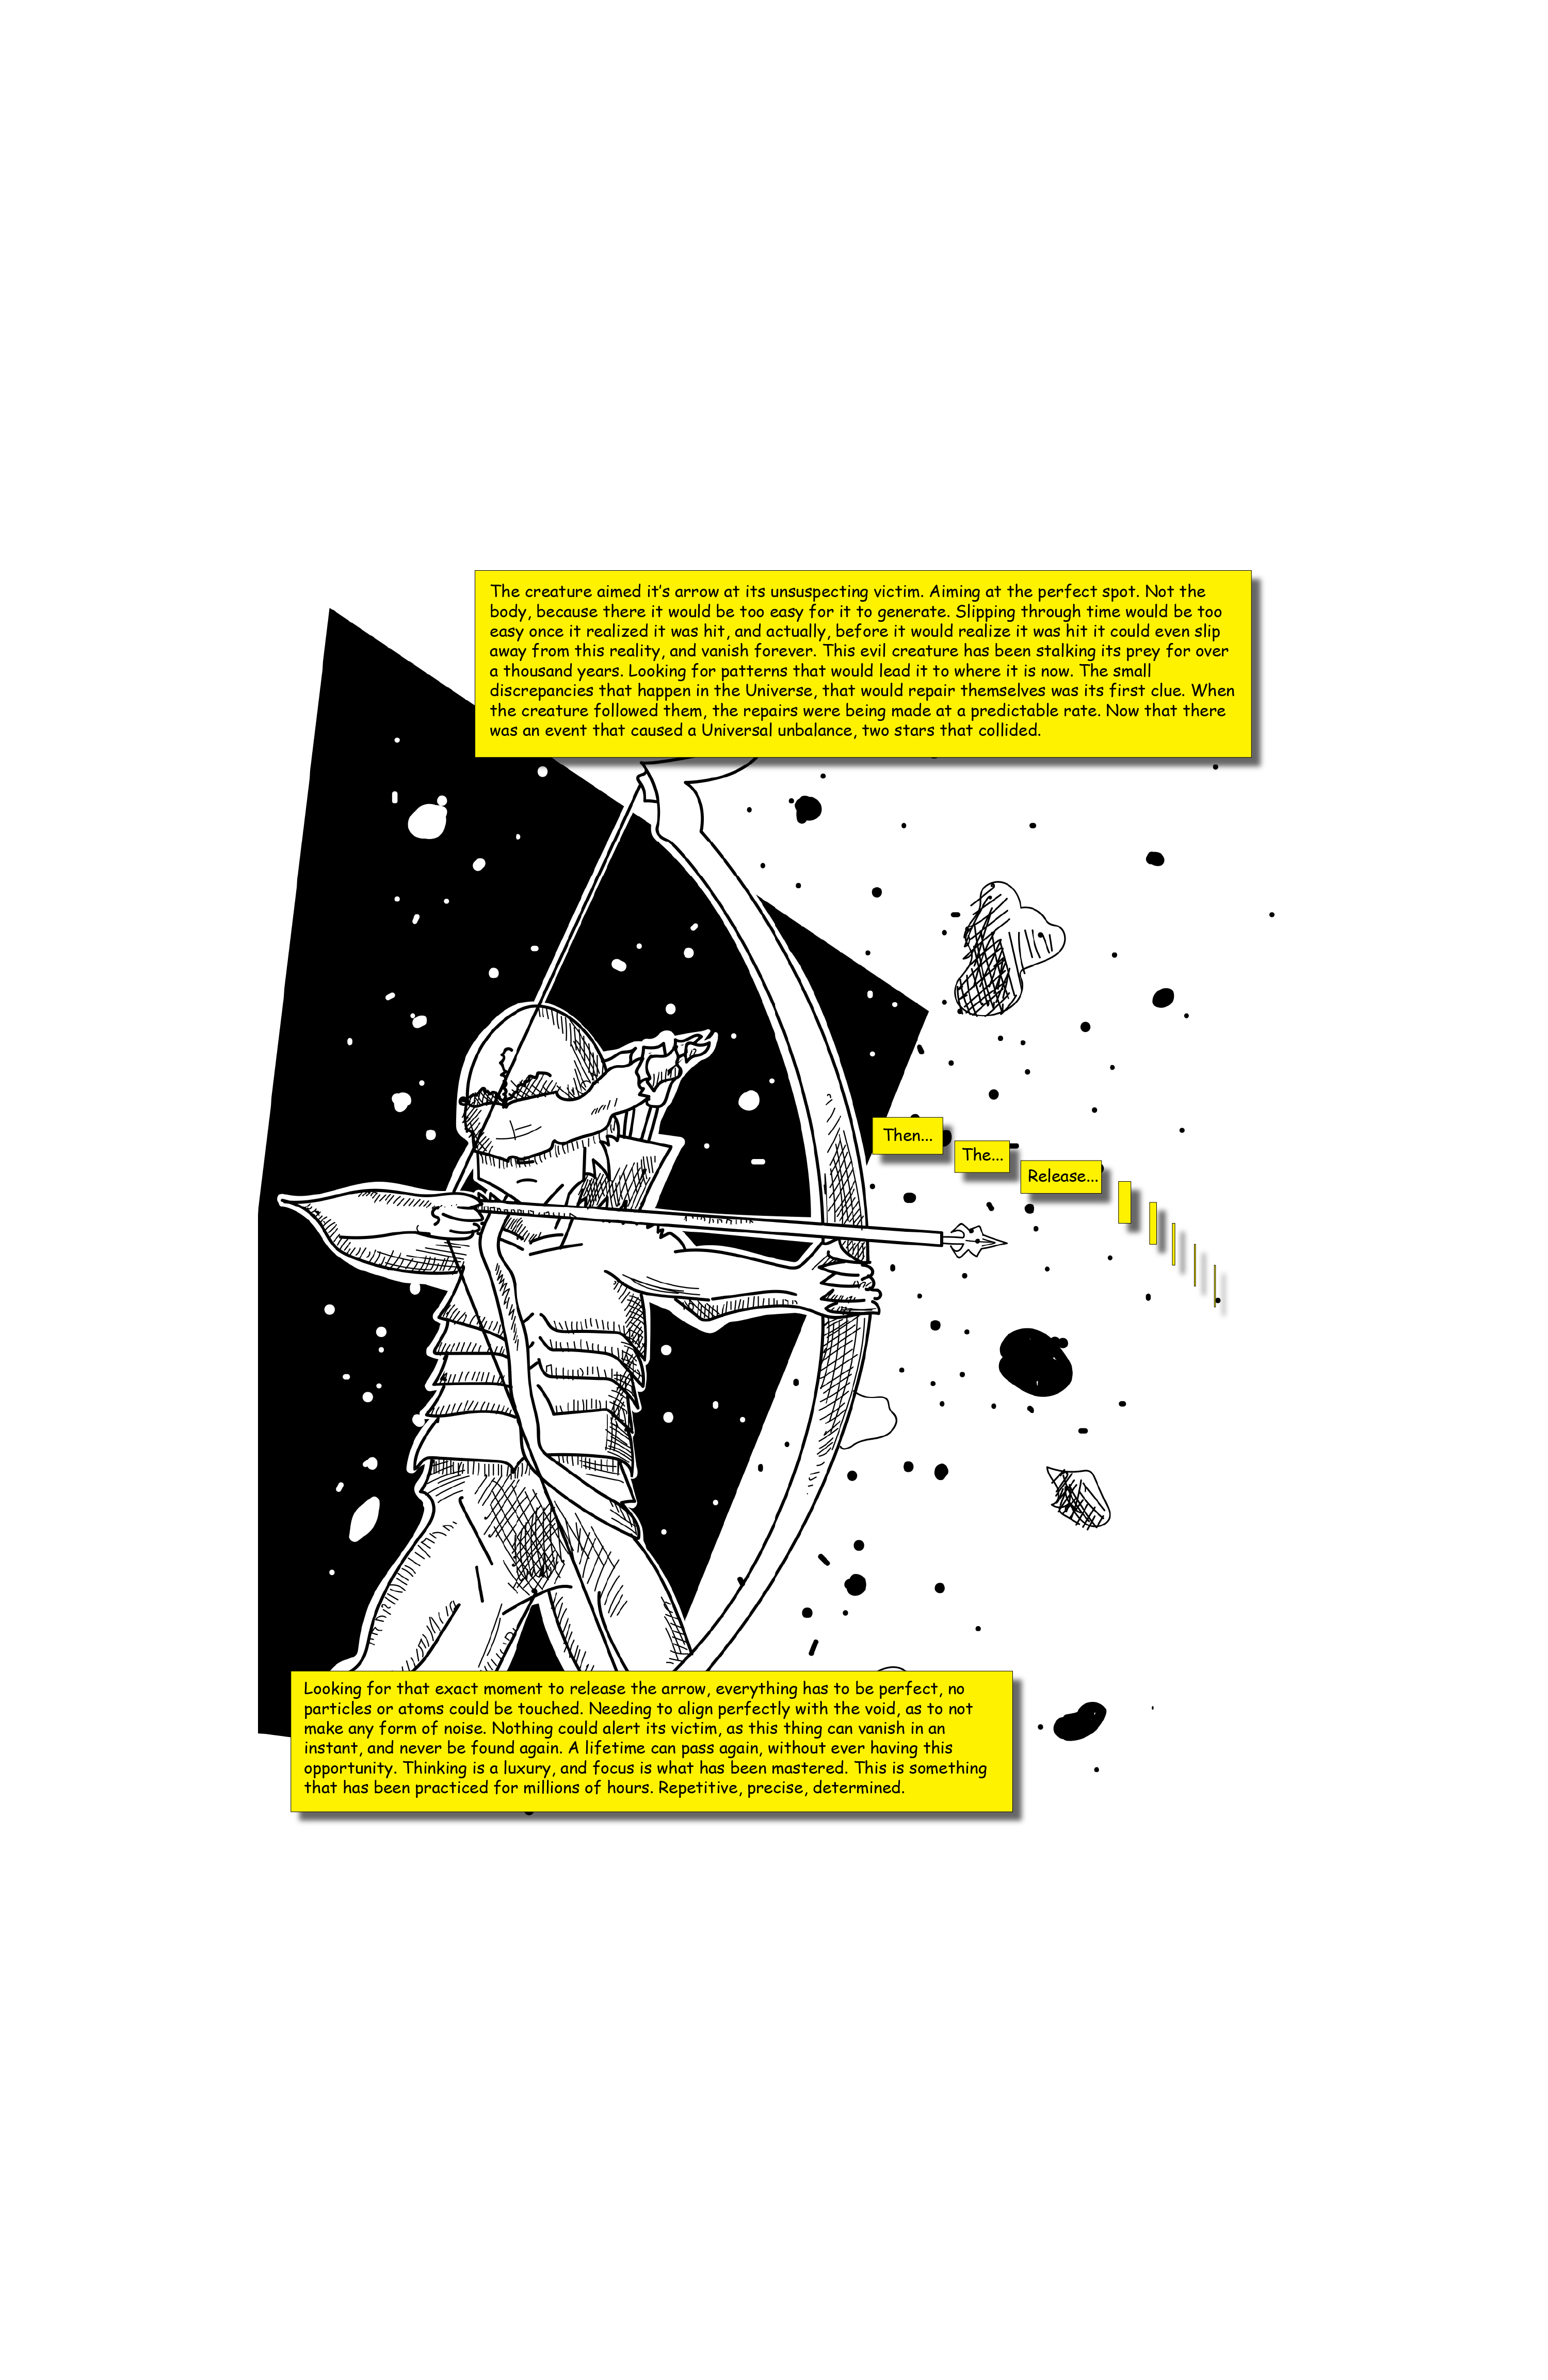 The creature aimed it's arrow at its unsuspecting victim. Aiming at the perfect spot. Not the
body, because there it would be too easy for it to generate. Slipping through time would be too
easy once it realized it was hit, and actually, before it would realize it was hit it could even slip
away from this reality, and vanish forever. This evil creature has been stalking its prey for over
a thousand years. Looking for patterns that would lead it to where it is now. The small
discrepancies that happen in the Universe, that would repair themselves was its first clue. When
the creature followed them, the repairs were being made at a predictable rate. Now that there
was an event that caused a Universal unbalance, two stars that collided.
Then...
The...
Release...
Looking for that exact moment to release the arrow, everything has to be perfect, no
particles or atoms could be touched. Needing to align perfectly with the void, as to not
make any form of noise. Nothing could alert its victim, as this thing can vanish in an
instant, and never be found again. A lifetime can pass again, without ever having this
opportunity. Thinking is a luxury, and focus is what has been mastered. This is something
that has been practiced for millions of hours. Repetitive, precise, determined.